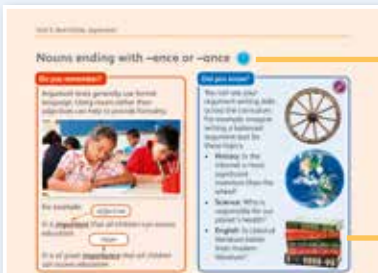 Nouns ending with –ence or –ance
Do you remember?
Argument texts generally use formal
language. Using nouns rather than
adjectives can help to provide formality.
For example:
adjective
It is important that all children can access
education.
noun
It is of great importance that all children
can access education.
Did you know?
You can use your
argument writing skills
across the curriculum.
For example, imagine
writing a balanced
argument text for
these topics.
• History: Is the
internet a more
significant
invention than the
wheel?
• Science: Who is
responsible for our
planet's health?
• English: Is classical
literature better
than modern
literature?